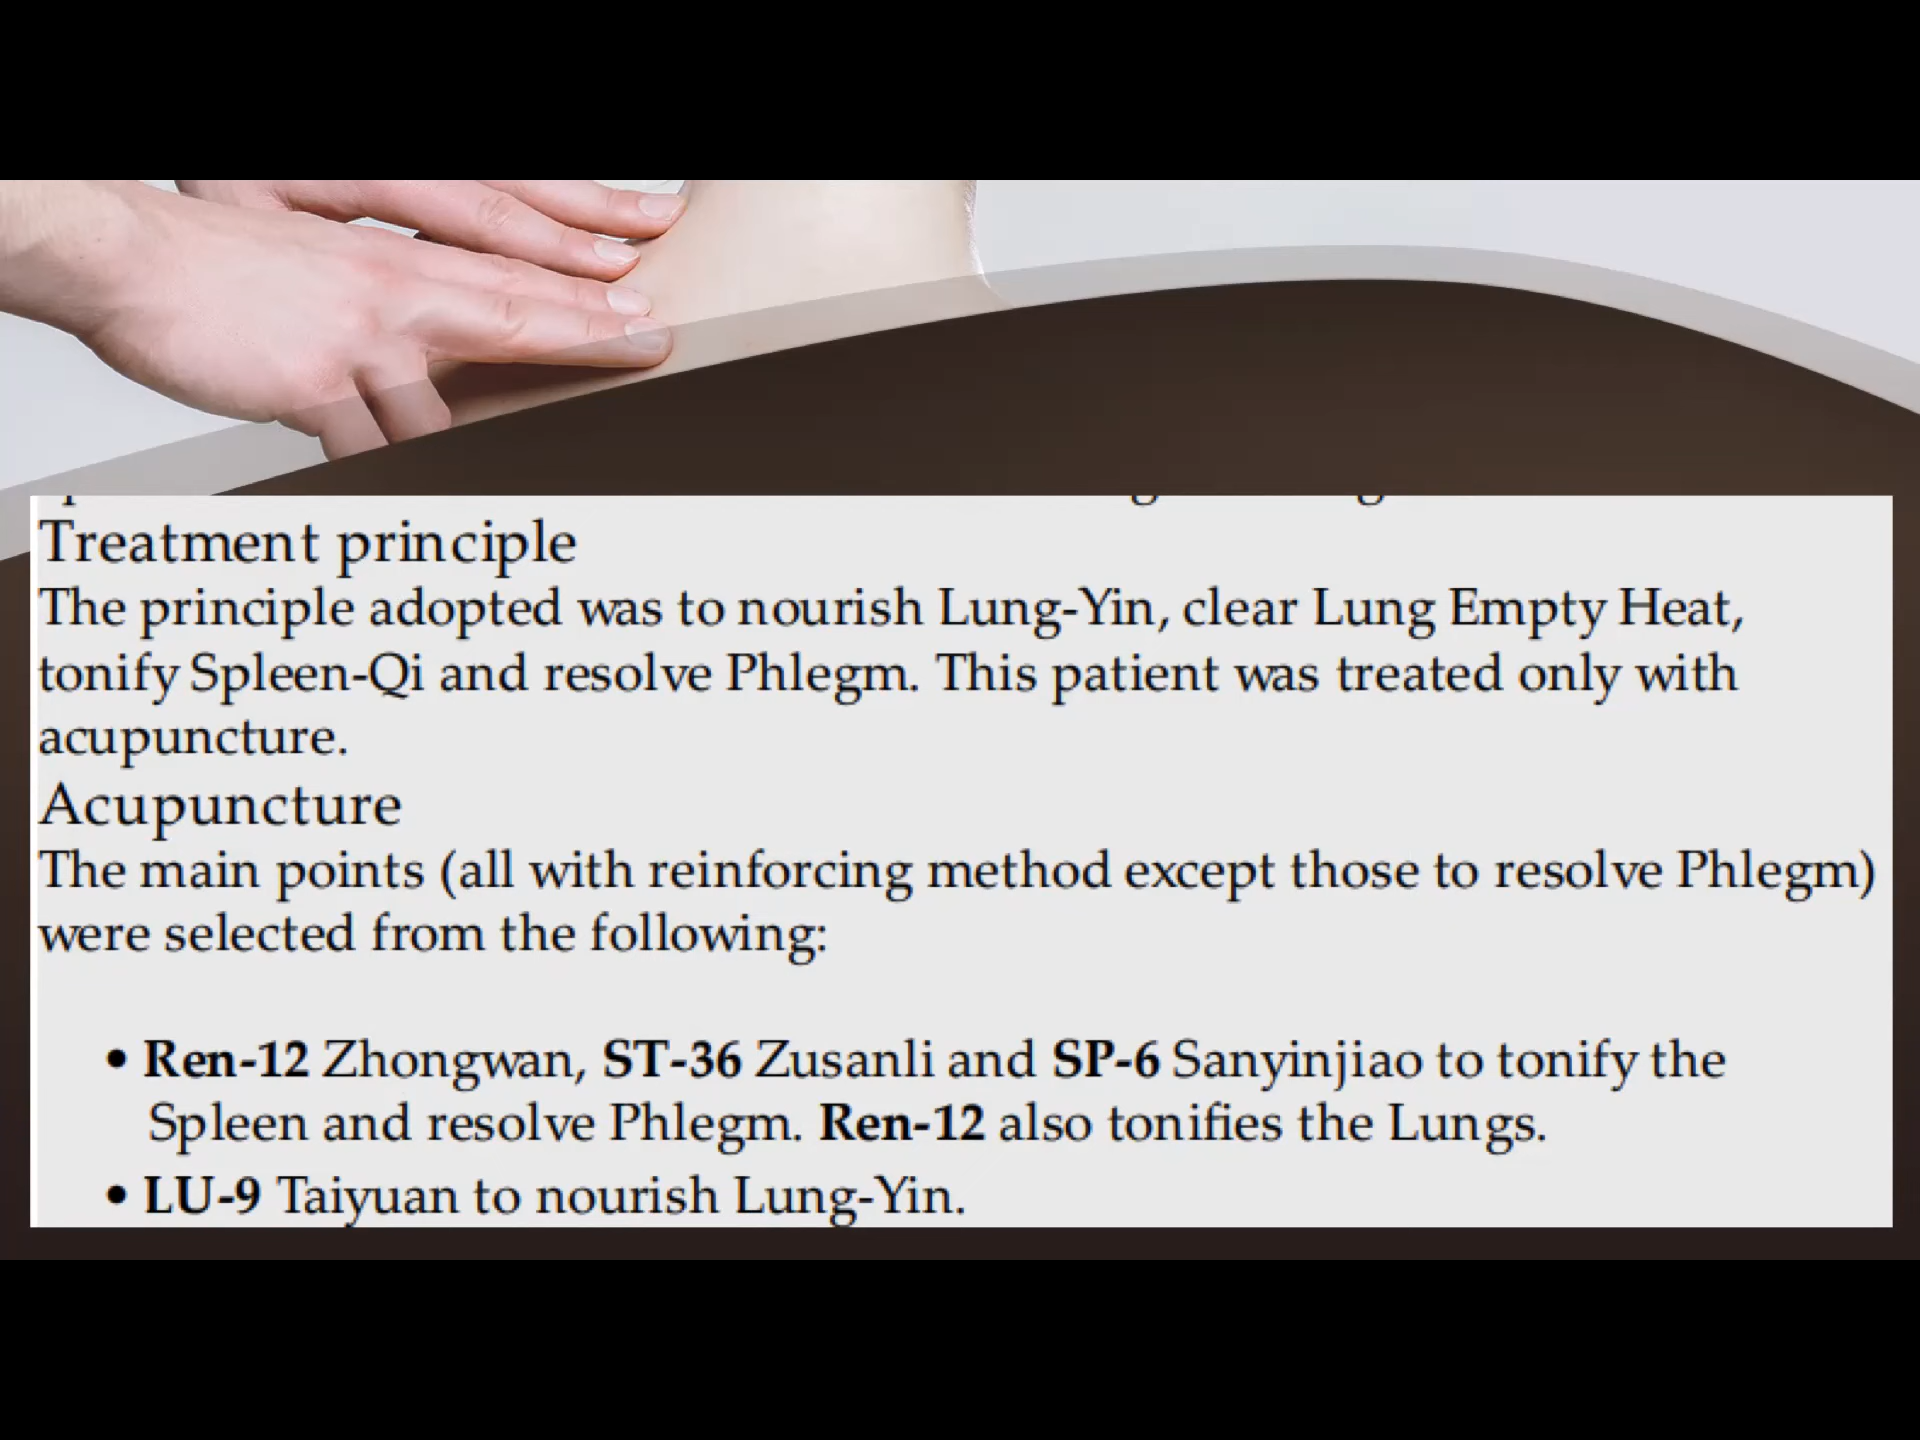 Treatment principle
The principle adopted was to nourish Lung-Yin, clear Lung Empty Heat,
tonify Spleen-Qi and resolve Phlegm. This patient was treated only with
acupuncture.
Acupuncture
The main points (all with reinforcing method except those to resolve Phlegm)
were selected from the following:
• Ren-12 Zhongwan, ST-36 Zusanli and SP-6 Sanyinjiao to tonify the
Spleen and resolve Phlegm. Ren-12 also tonifies the Lungs.
• LU-9 Taiyuan to nourish Lung-Yin.